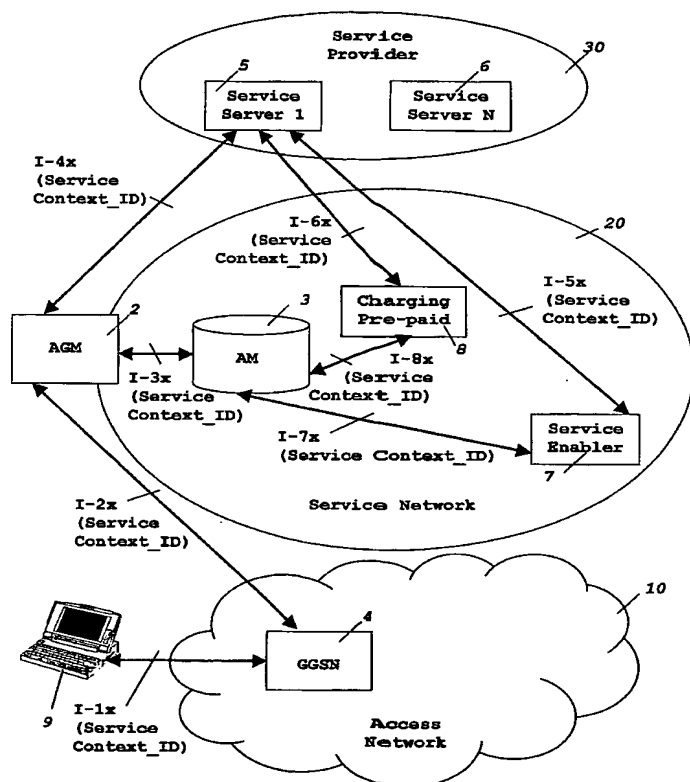 Service
Provider
30
5
6
Service
Server 1
Service
Server N
I-4x
(Service
Context_ID)
I-6x
(Service
Context_ID)
20
I-5x
(Service
Context_ID)
2
AGM
3
AM
Charging
Pre-paid
8
I-3x
(Service
Context_ID)
I-8x
(Service
Context_ID)
I-7x
(Service Context_ID)
Service
Enabler
7
Service Network
I-2x
(Service
Context_ID)
10
4
GGSN
9
I-1x
(Service
Context_ID)
Access
Network